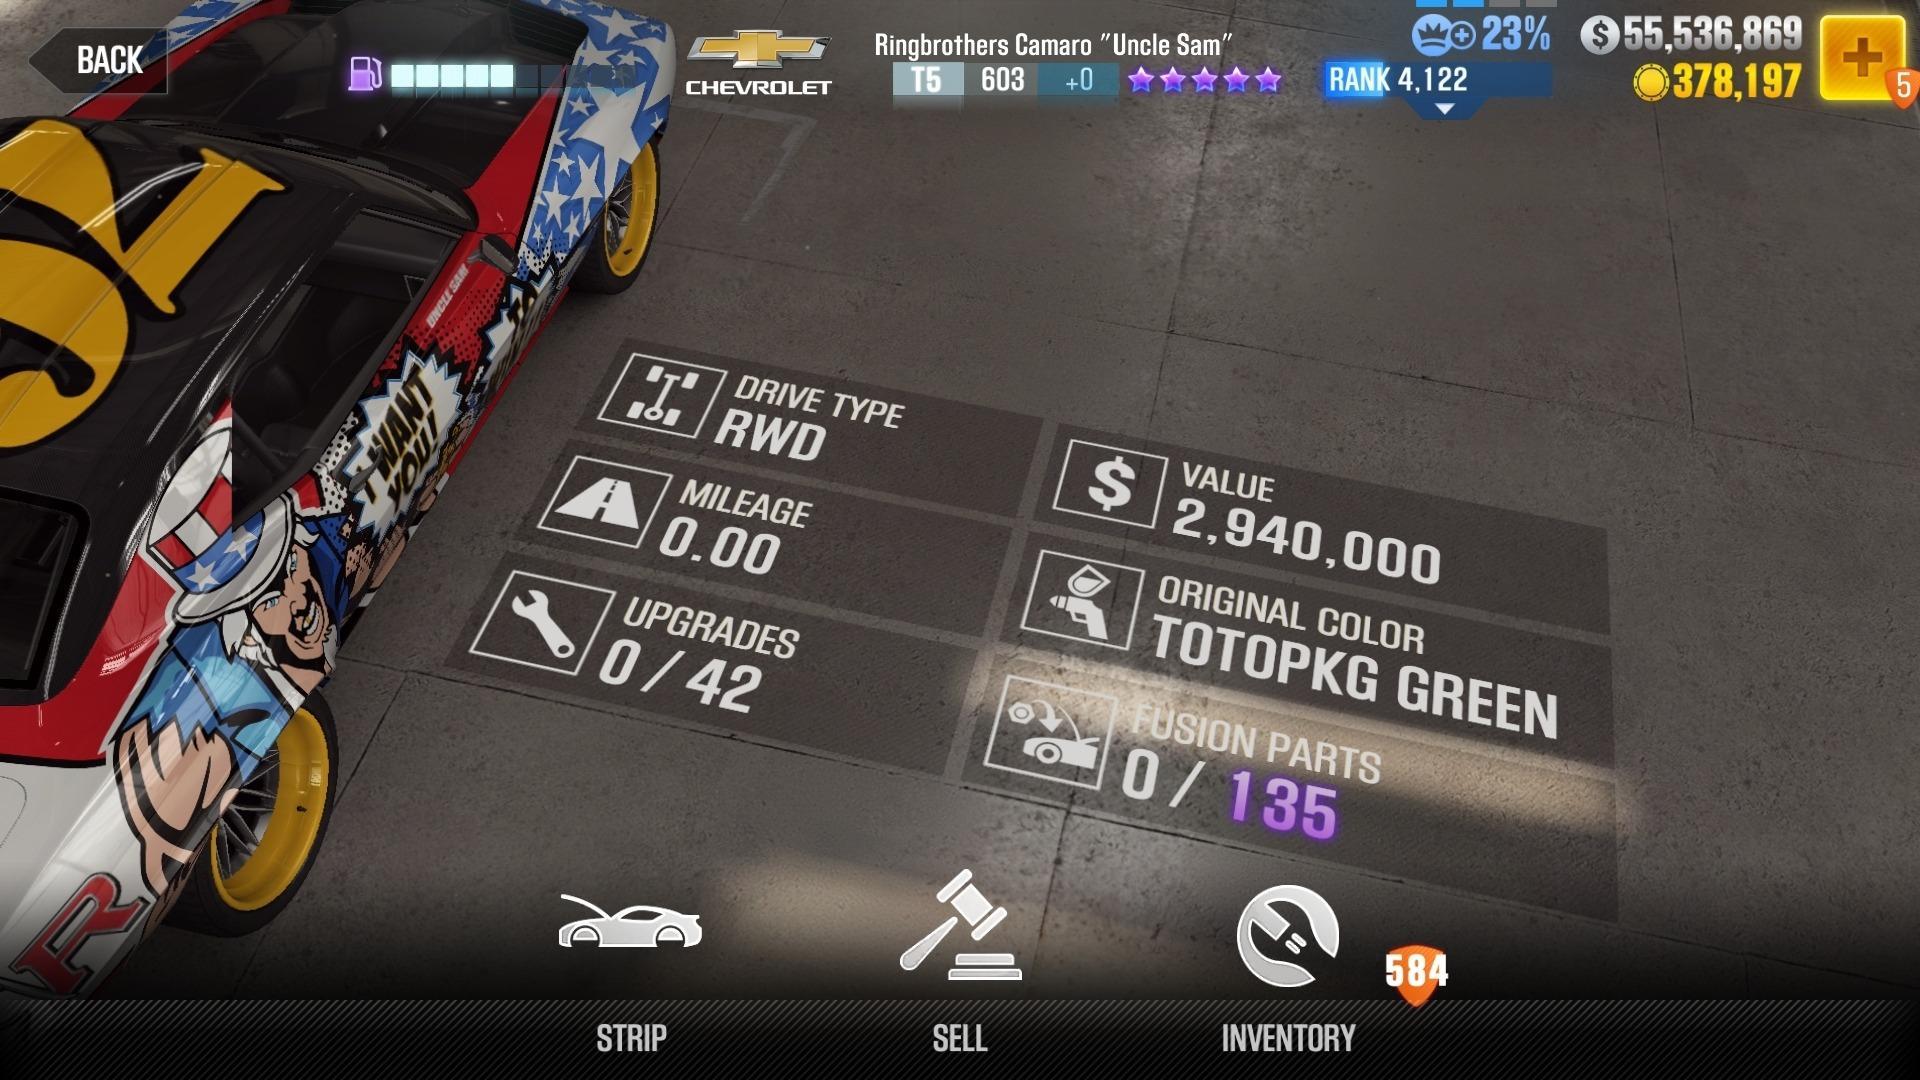 BACK
CHEVROLET
Ringbrothers Camaro "Uncle Sam"
T5 603 +0
23%
RANK 4,122
$ 55,536,869
378,197
5
UNCLE SAM
I WANT
YOU!
DRIVE TYPE
RWD
MILEAGE
0.00
UPGRADES
0 / 42
$ VALUE
2,940,000
ORIGINAL COLOR
TOTOPKG GREEN
FUSION PARTS
0 / 135
R
STRIP
SELL
INVENTORY
584